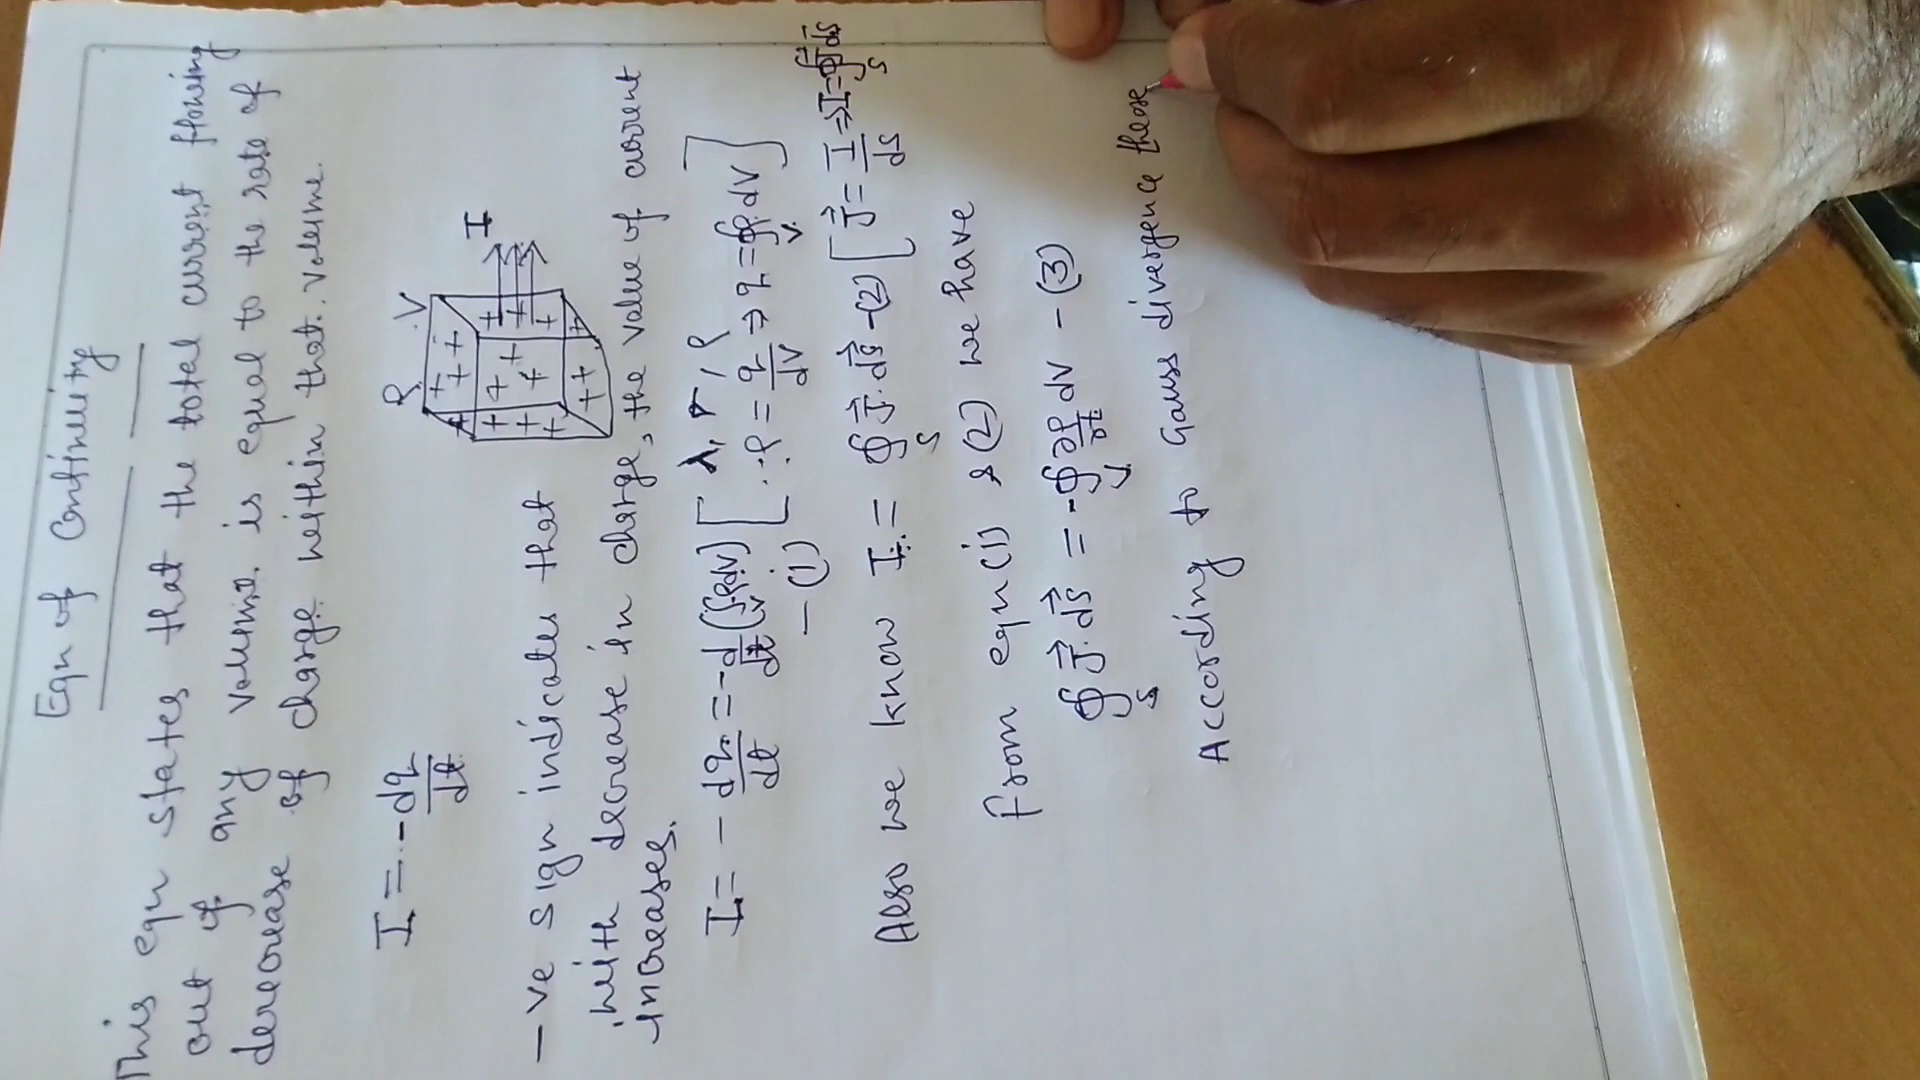 Eqn of Continuity
This eqn states that the total current flowing
out of any volume is equal to the rate of
decrease of charge within that volume.
I = -dq/dt
ρ V
I
-ve sign indicates that
with decrease in charge, the value of current
increases.
λ, σ, ρ
I = -dq/dt = -d/dt(∫ᵥρdV) [∵ρ = q/dV ⇒ q = ∮ᵥρ dV]
-(1)
Also we know I = ∮ₛ J⃗.ds⃗ -(2) [J⃗ = I/ds ⇒ I = ∮ₛ J⃗ ds⃗
From eqn(1) & (2) we have
∮ₛ J⃗.ds⃗ = -∮ᵥ ∂ρ/∂t dV - (3)
According to Gauss divergence theore